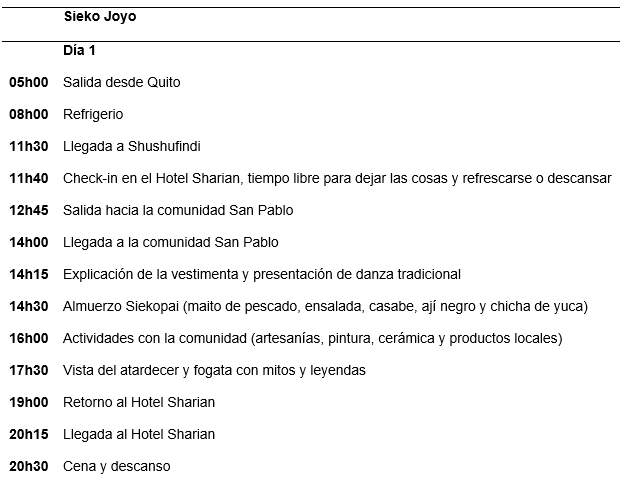 Sieko Joyo
Día 1
05h00 Salida desde Quito
08h00 Refrigerio
11h30 Llegada a Shushufindi
11h40 Check-in en el Hotel Sharian, tiempo libre para dejar las cosas y refrescarse o descansar
12h45 Salida hacia la comunidad San Pablo
14h00 Llegada a la comunidad San Pablo
14h15 Explicación de la vestimenta y presentación de danza tradicional
14h30 Almuerzo Siekopai (maito de pescado, ensalada, casabe, ají negro y chicha de yuca)
16h00 Actividades con la comunidad (artesanías, pintura, cerámica y productos locales)
17h30 Vista del atardecer y fogata con mitos y leyendas
19h00 Retorno al Hotel Sharian
20h15 Llegada al Hotel Sharian
20h30 Cena y descanso